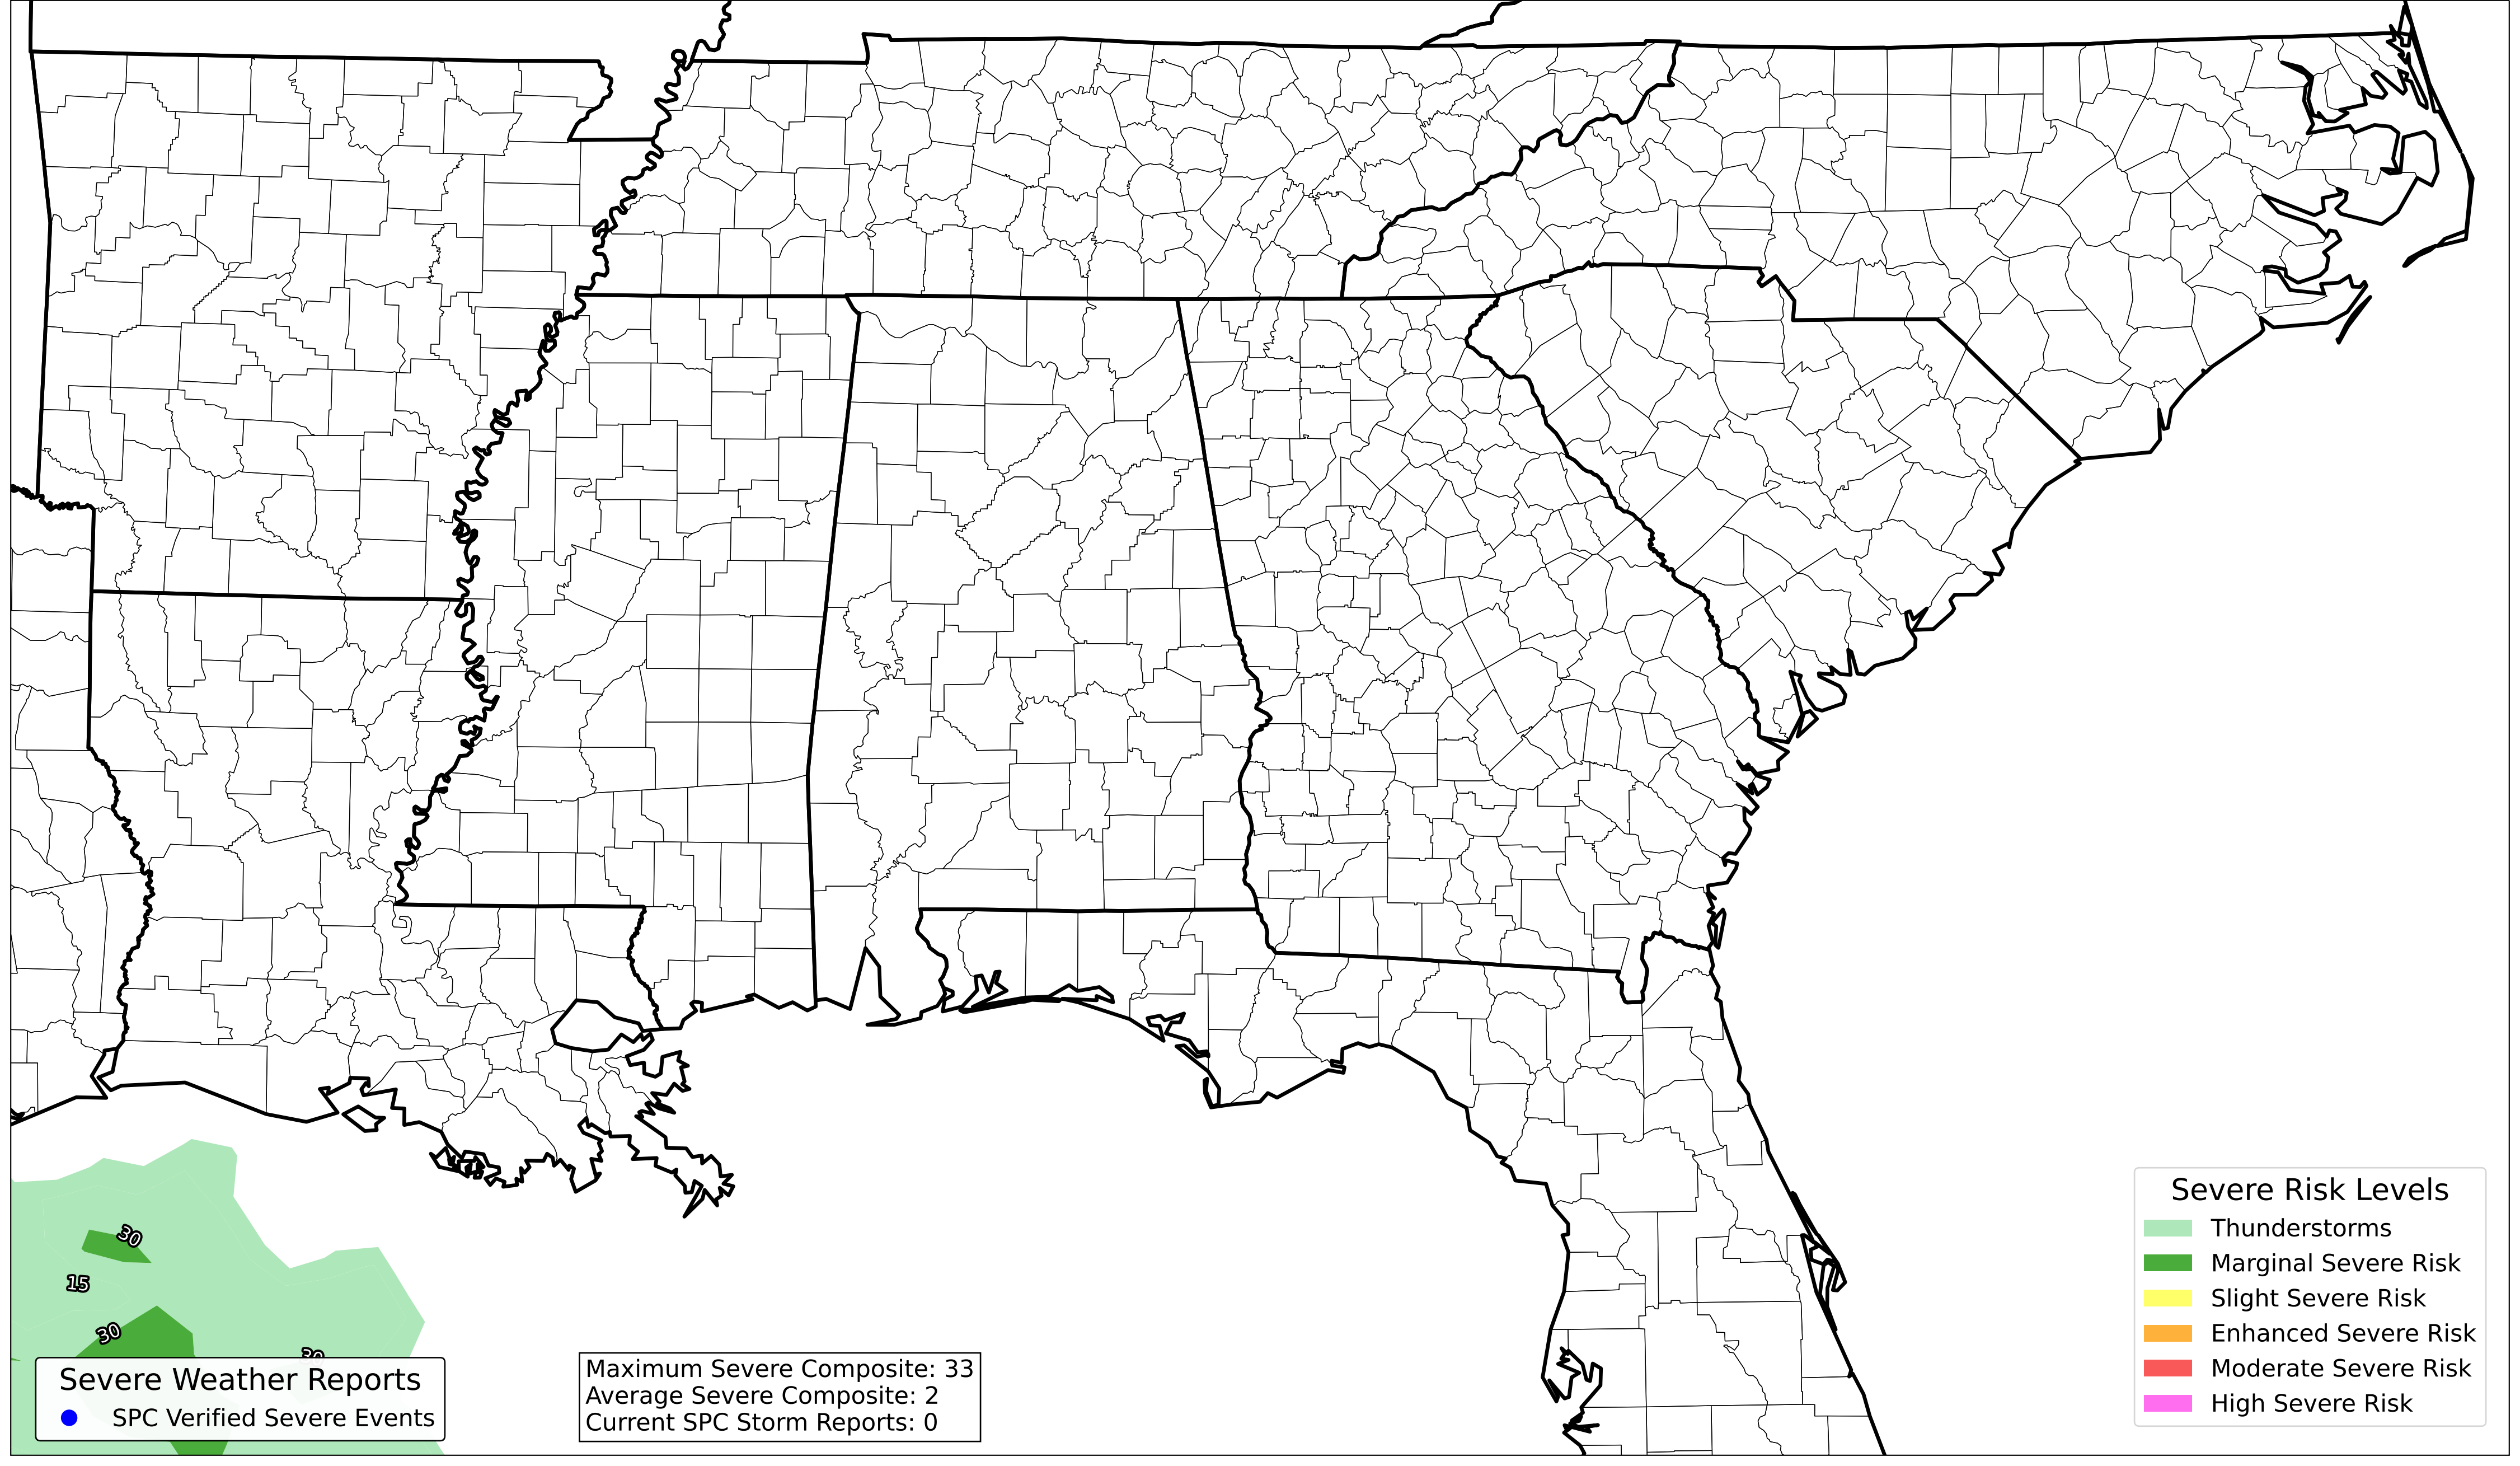 30
15
30
Severe Weather Reports
SPC Verified Severe Events
Maximum Severe Composite: 33
Average Severe Composite: 2
Current SPC Storm Reports: 0
Severe Risk Levels
Thunderstorms
Marginal Severe Risk
Slight Severe Risk
Enhanced Severe Risk
Moderate Severe Risk
High Severe Risk